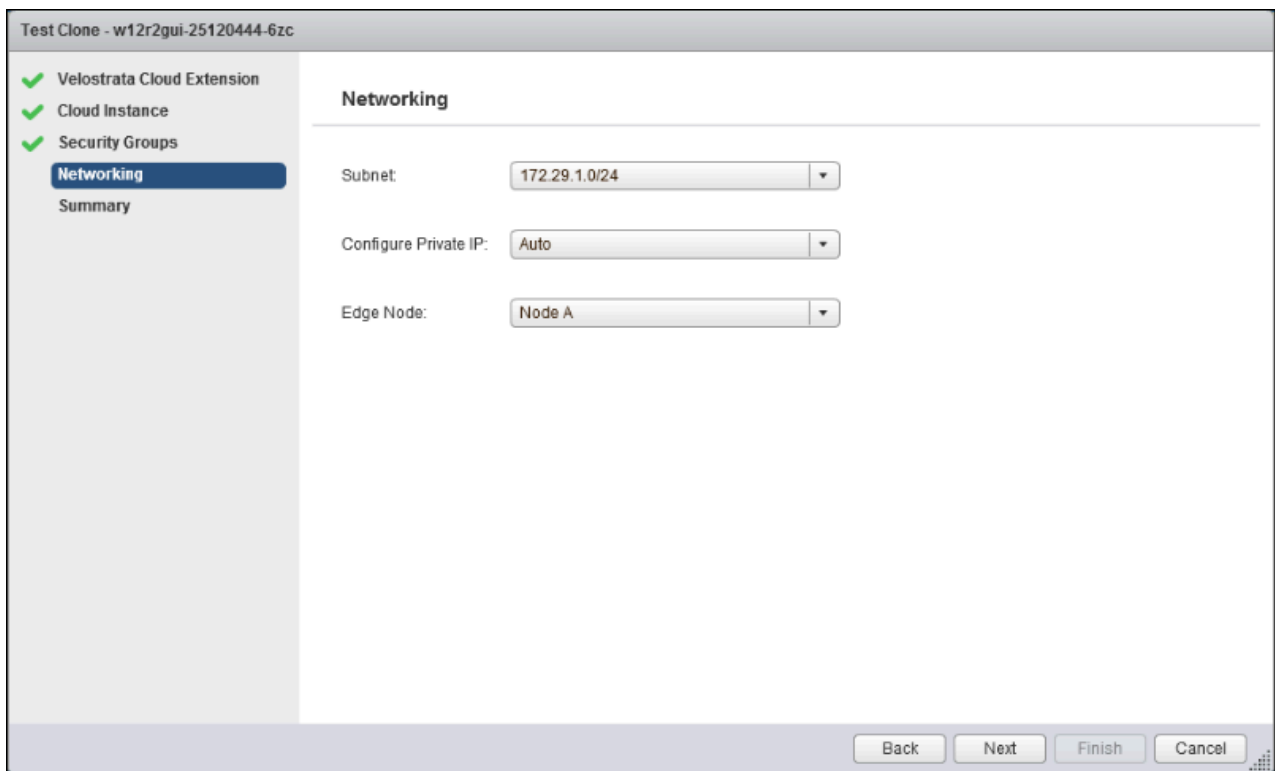 Test Clone - w12r2gui-25120444-6zc
Velostrata Cloud Extension
Cloud Instance
Security Groups
Networking
Summary
Networking
Subnet: 172.29.1.0/24
Configure Private IP: Auto
Edge Node: Node A
Back Next Finish Cancel